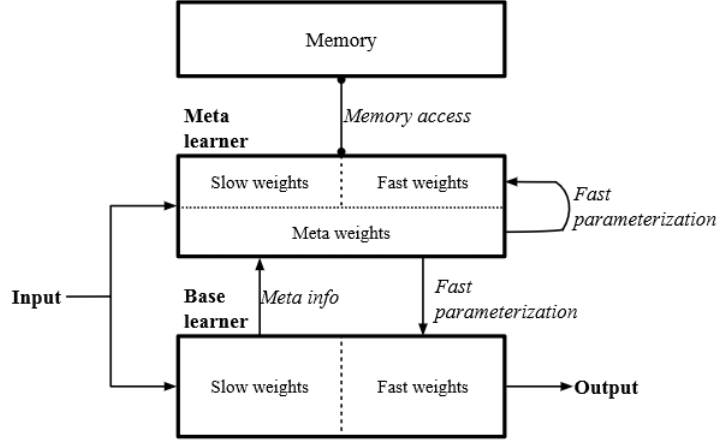 Memory
Memory access
Meta
learner
Slow weights
Fast weights
Fast
parameterization
Meta weights
Input
Base
learner
Meta info
Fast
parameterization
Slow weights
Fast weights
Output